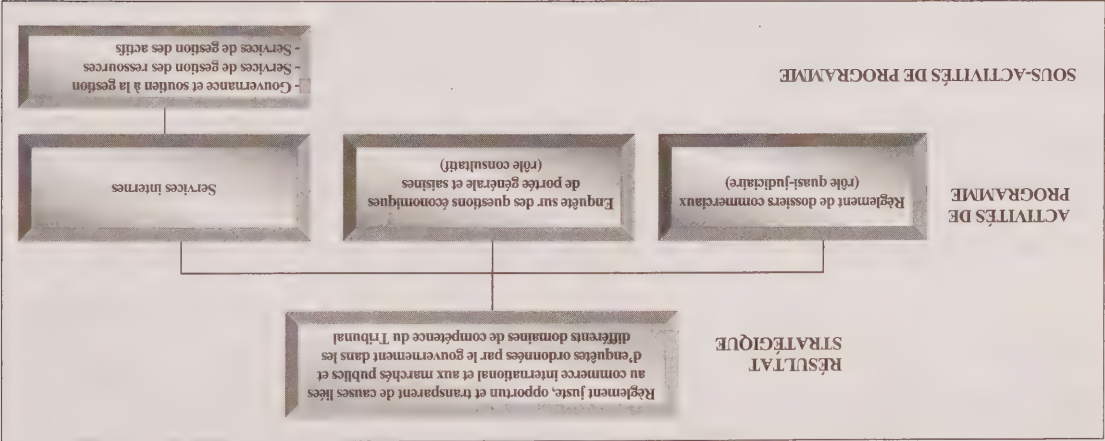 RÉSULTAT
STRATÉGIQUE
Règlement juste, opportun et transparent de causes liées
au commerce international et aux marchés publics et
d'enquêtes ordonnées par le gouvernement dans les
différents domaines de compétence du Tribunal
ACTIVITÉS DE
PROGRAMME
Règlement de dossiers commerciaux
(rôle quasi-judiciaire)
Enquête sur des questions économiques
de portée générale et saisines
(rôle consultatif)
Services internes
SOUS-ACTIVITÉS DE PROGRAMME
- Gouvernance et soutien à la gestion
- Services de gestion des ressources
- Services de gestion des actifs